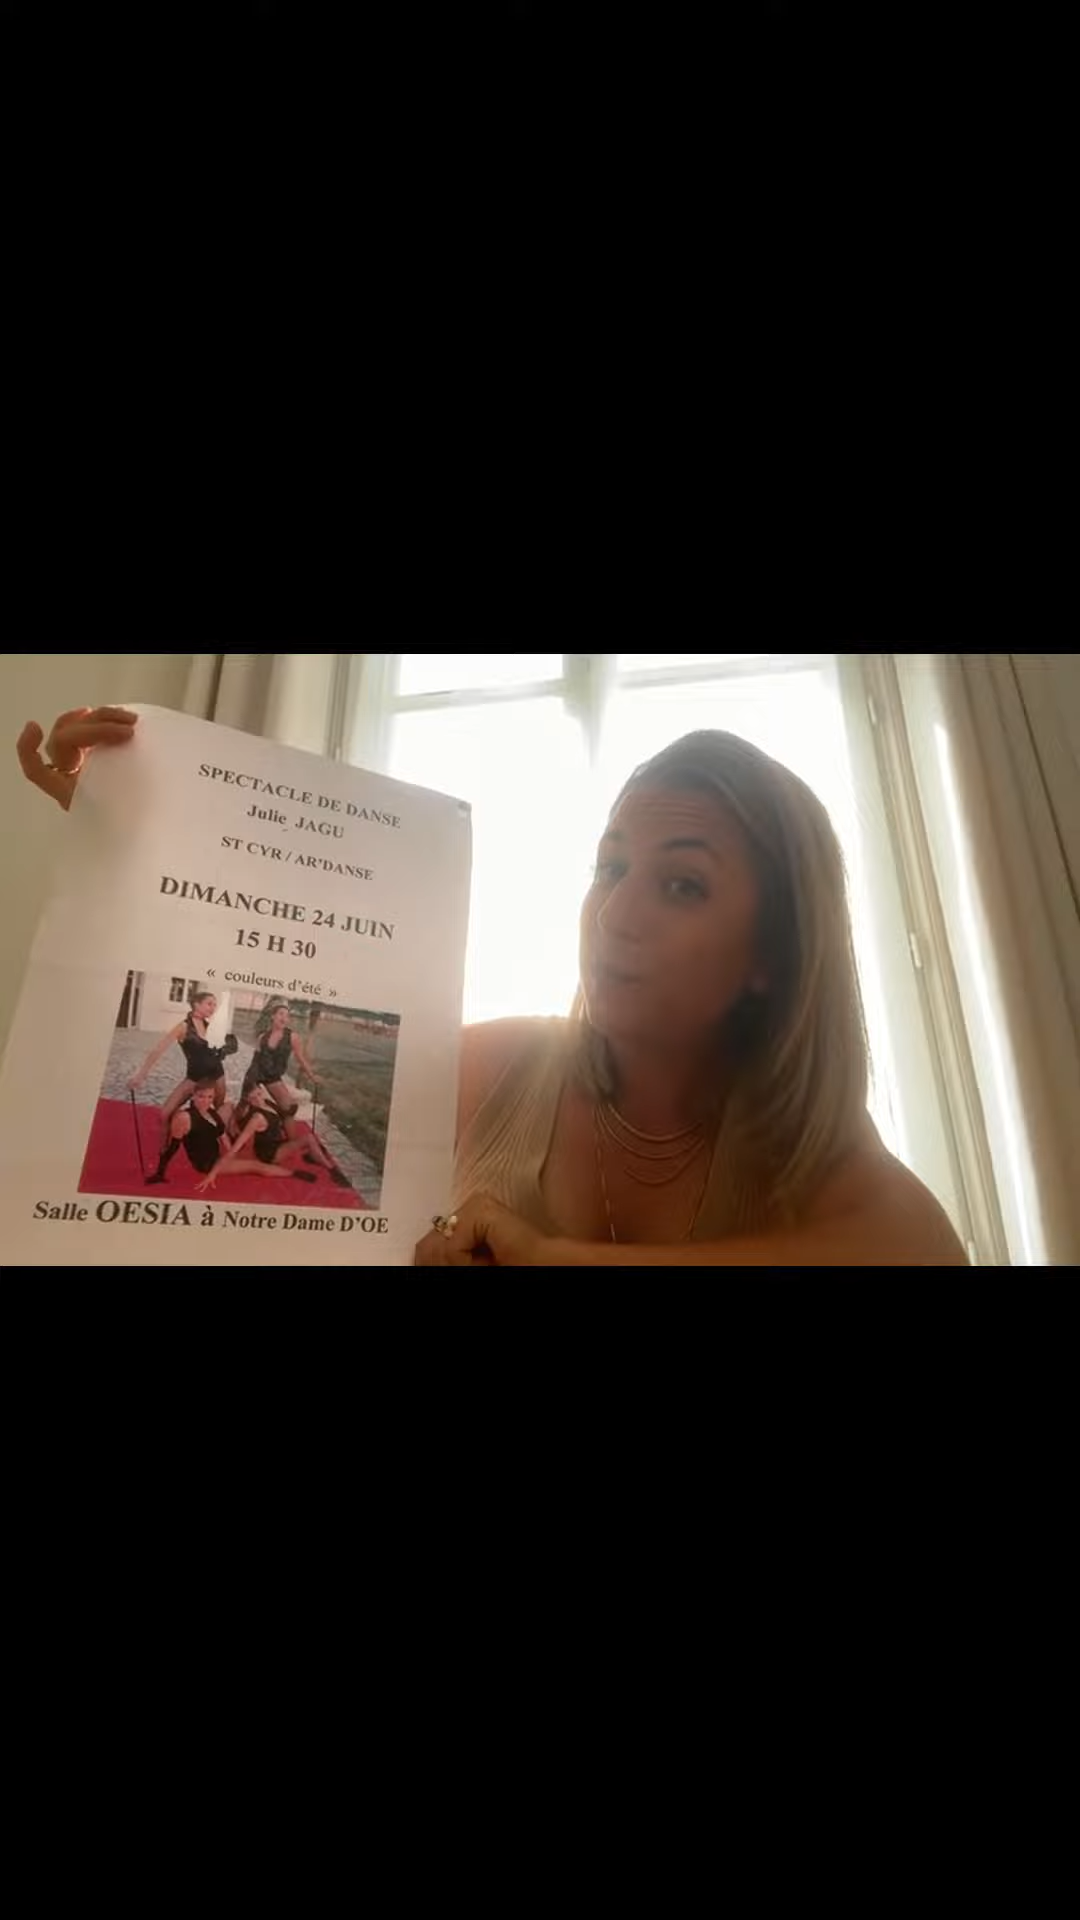 SPECTACLE DE DANSE
Julie JAGU
ST CYR / AR'DANSE
DIMANCHE 24 JUIN
15 H 30
« couleurs d'été »
Salle OESIA à Notre Dame D'OE